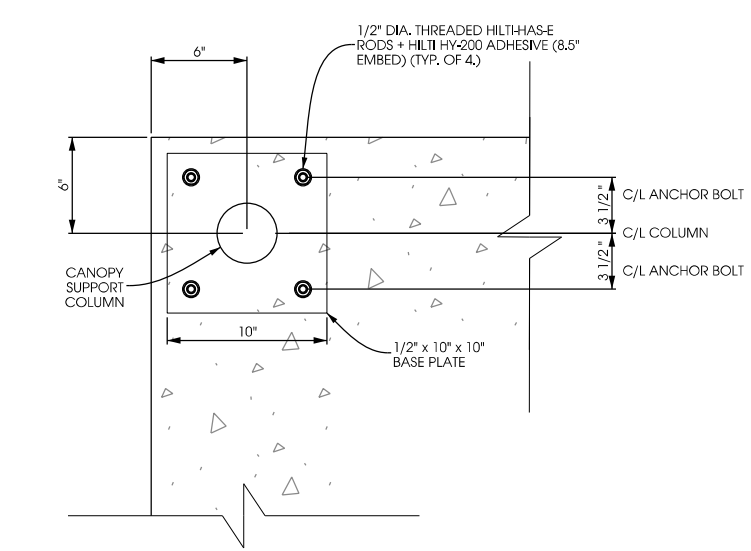 1/2" DIA. THREADED HILTI-HAS-E
RODS + HILTI HY-200 ADHESIVE (8.5"
EMBED) (TYP. OF 4.)
6"
6"
3 1/2"
C/L ANCHOR BOLT
C/L COLUMN
3 1/2"
C/L ANCHOR BOLT
CANOPY
SUPPORT
COLUMN
10"
1/2" x 10" x 10"
BASE PLATE